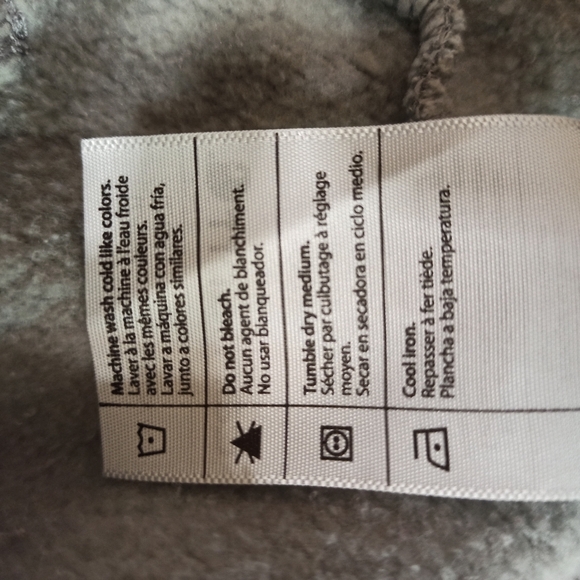 Machine wash cold like colors.
Laver à la machine à l'eau froide
avec les mêmes couleurs.
Lavar a máquina con agua fría,
junto a colores similares.
Do not bleach.
Aucun agent de blanchiment.
No usar blanqueador.
Tumble dry medium.
Sécher par culbutage à réglage
moyen.
Secar en secadora en ciclo medio.
Cool iron.
Repasser à fer tiède.
Plancha a baja temperatura.